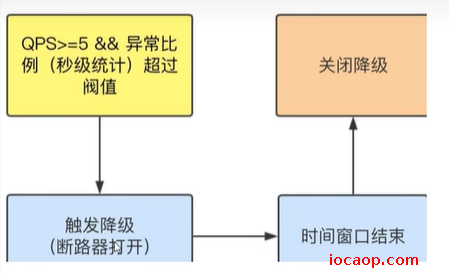 QPS>=5 && 异常比
例（秒级统计）超过
阀值
关闭降级
触发降级
（断路器打开）
时间窗口结束
iocaop.com